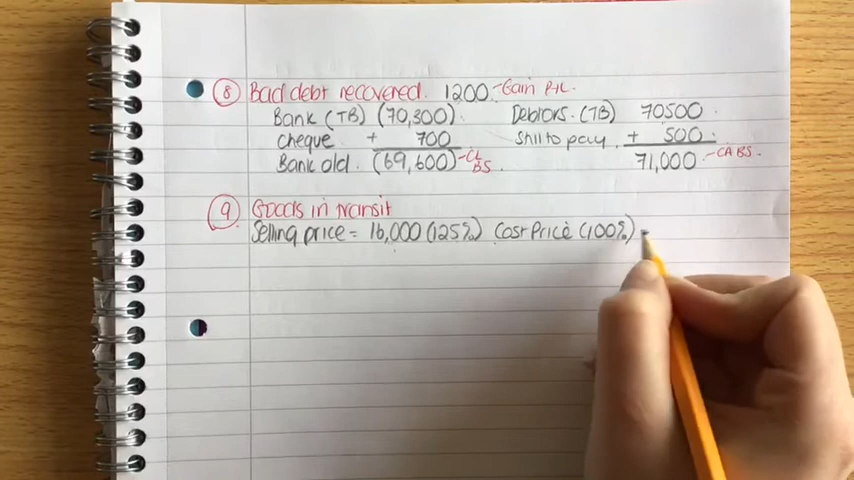 ⑧ Bad debt recovered. 1200 - Gain P+L.
Bank (TB) (70,300). Debtors. (TB) 70500
cheque + 700 Still to pay. + 500.
Bank o/d. (69,600) - CL BS. 71,000 - CA BS.
⑨ Goods in transit
Selling price = 16,000 (125%) Cost Price (100%)